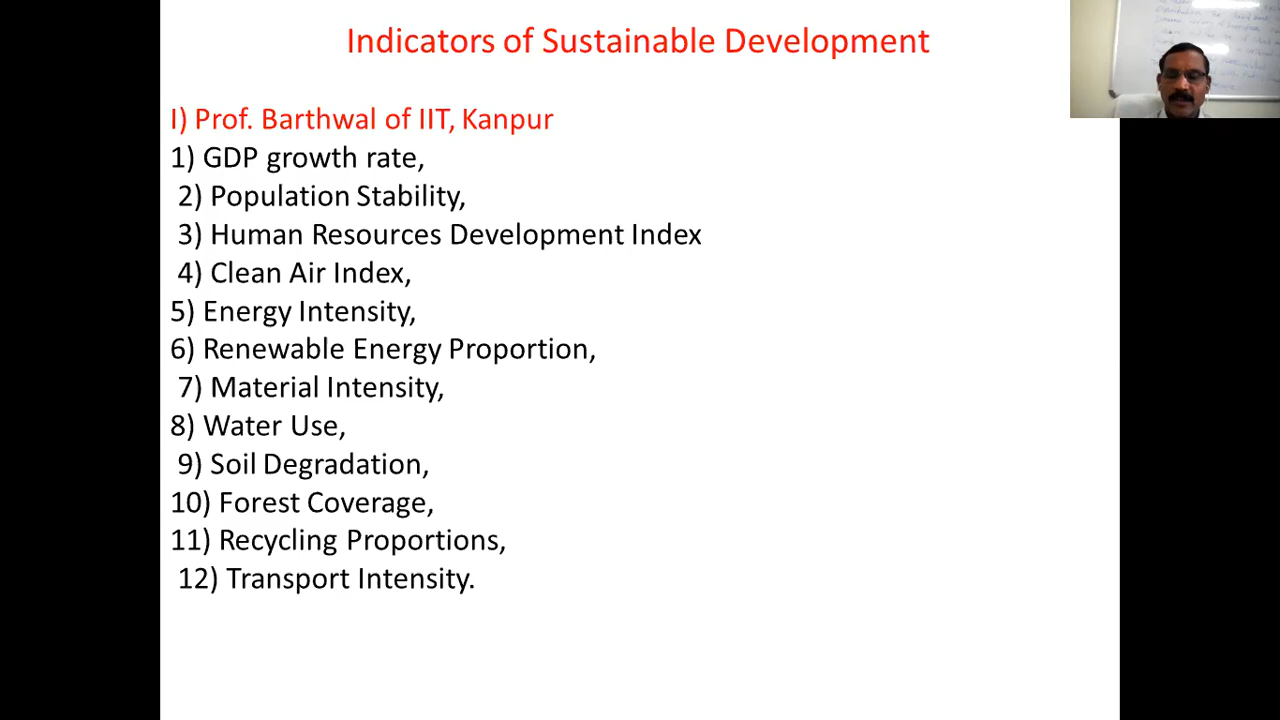 Indicators of Sustainable Development
I) Prof. Barthwal of IIT, Kanpur
1) GDP growth rate,
2) Population Stability,
3) Human Resources Development Index
4) Clean Air Index,
5) Energy Intensity,
6) Renewable Energy Proportion,
7) Material Intensity,
8) Water Use,
9) Soil Degradation,
10) Forest Coverage,
11) Recycling Proportions,
12) Transport Intensity.